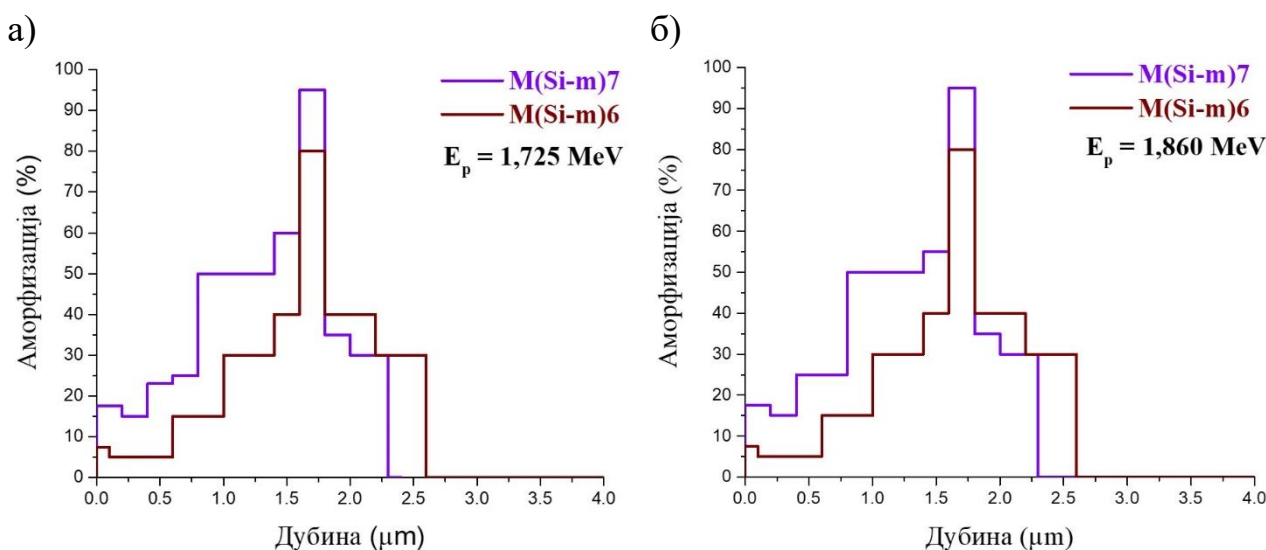 а)
M(Si-m)7
M(Si-m)6
Eₚ = 1,725 MeV
Аморфизација (%)
100
90
80
70
60
50
40
30
20
10
0
0.0 0.5 1.0 1.5 2.0 2.5 3.0 3.5 4.0
Дубина (μm)
б)
M(Si-m)7
M(Si-m)6
Eₚ = 1,860 MeV
Аморфизација (%)
100
90
80
70
60
50
40
30
20
10
0
0.0 0.5 1.0 1.5 2.0 2.5 3.0 3.5 4.0
Дубина (μm)